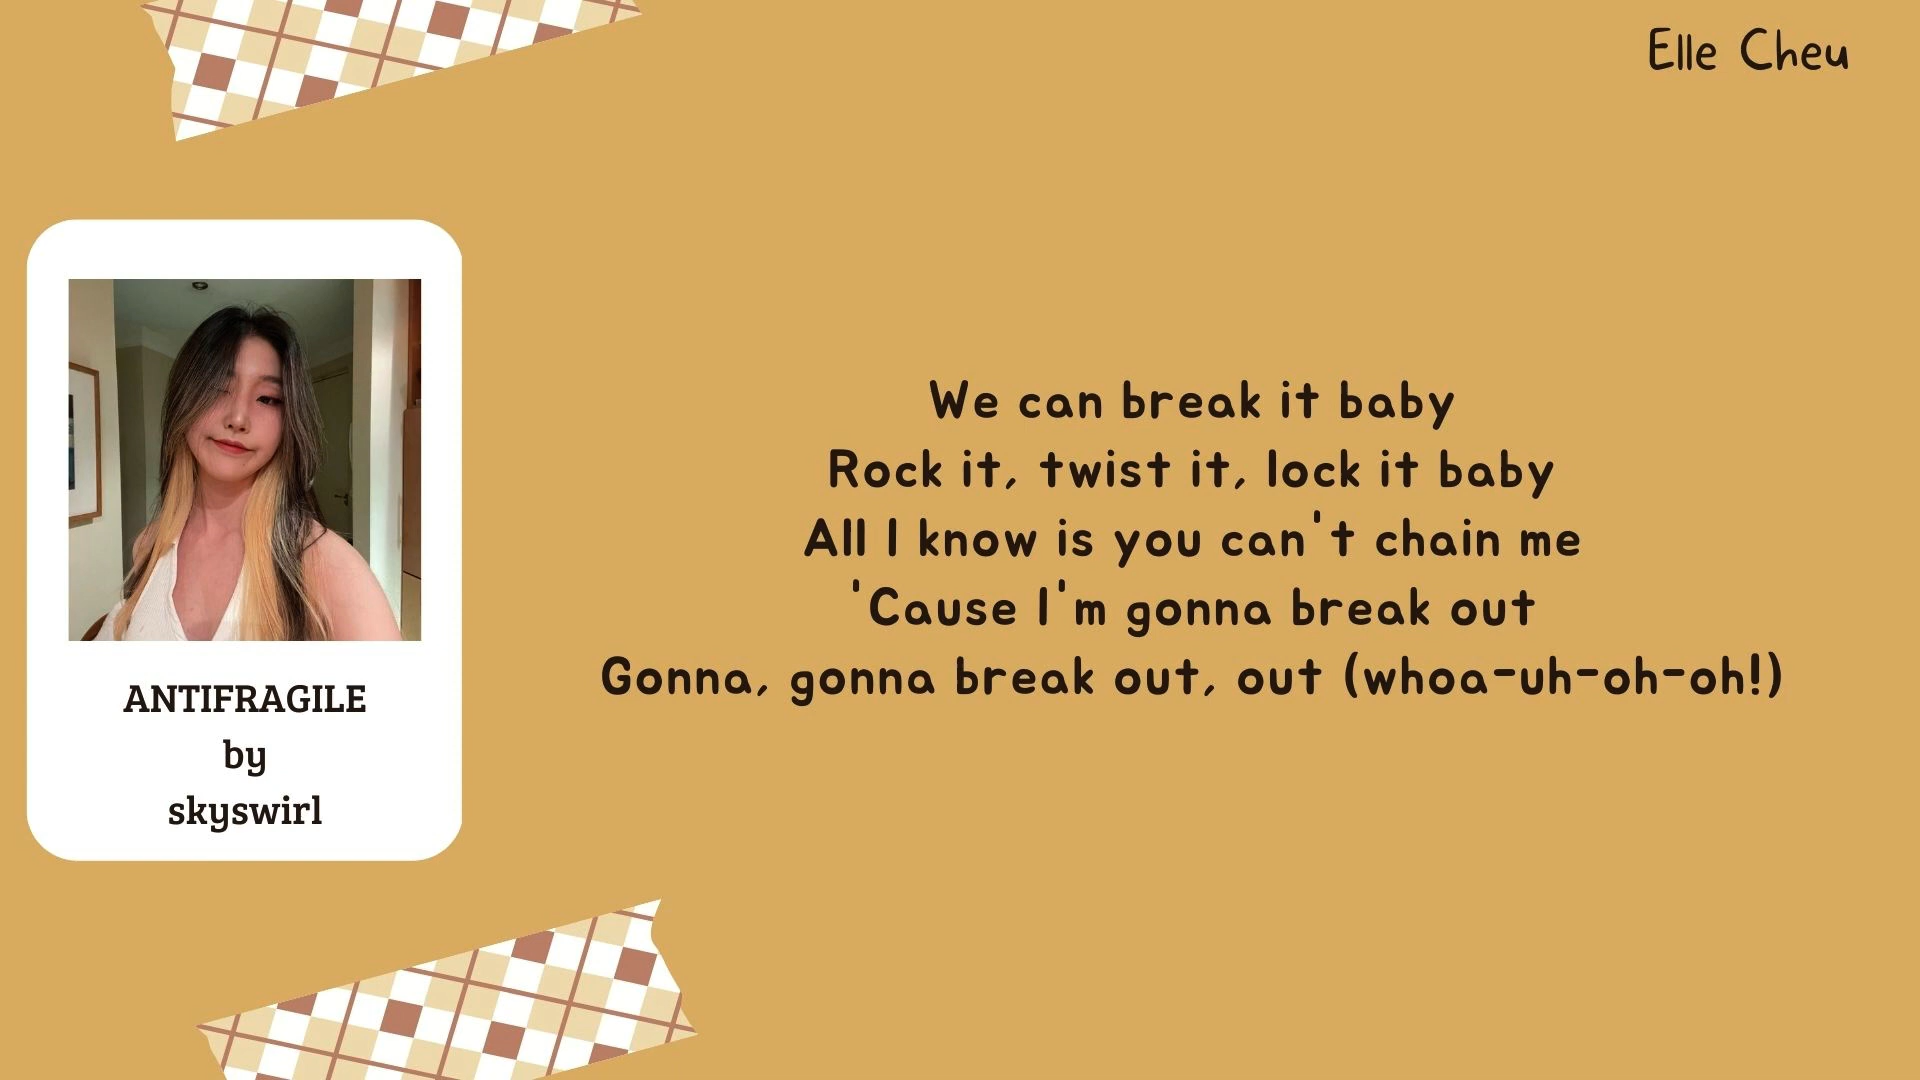 Elle Cheu
We can break it baby
Rock it, twist it, lock it baby
All I know is you can't chain me
'Cause I'm gonna break out
Gonna, gonna break out, out (whoa-uh-oh-oh!)
ANTIFRAGILE
by
skyswirl